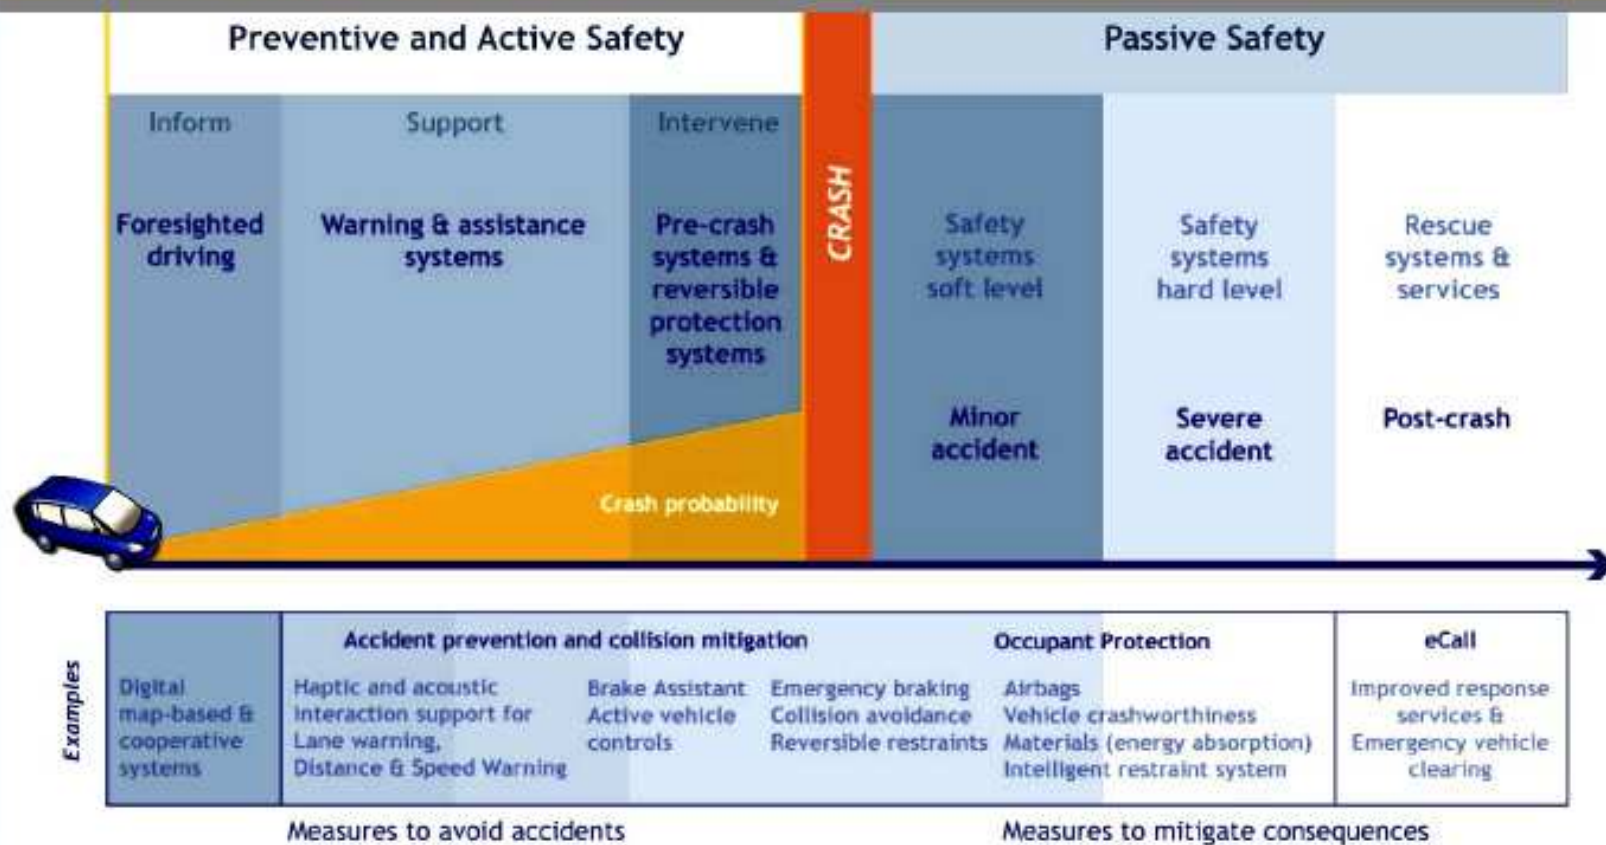 Preventive and Active Safety
Passive Safety
Inform
Support
Intervene
Foresighted
driving
Warning & assistance
systems
Pre-crash
systems &
reversible
protection
systems
CRASH
Safety
systems
soft level
Safety
systems
hard level
Rescue
systems &
services
Minor
accident
Severe
accident
Post-crash
Crash probability
Examples
Digital
map-based &
cooperative
systems
Accident prevention and collision mitigation
Haptic and acoustic
Interaction support for
Lane warning,
Distance & Speed Warning
Brake Assistant
Active vehicle
controls
Emergency braking
Collision avoidance
Reversible restraints
Occupant Protection
Airbags
Vehicle crashworthiness
Materials (energy absorption)
Intelligent restraint system
eCall
Improved response
services &
Emergency vehicle
clearing
Measures to avoid accidents
Measures to mitigate consequences